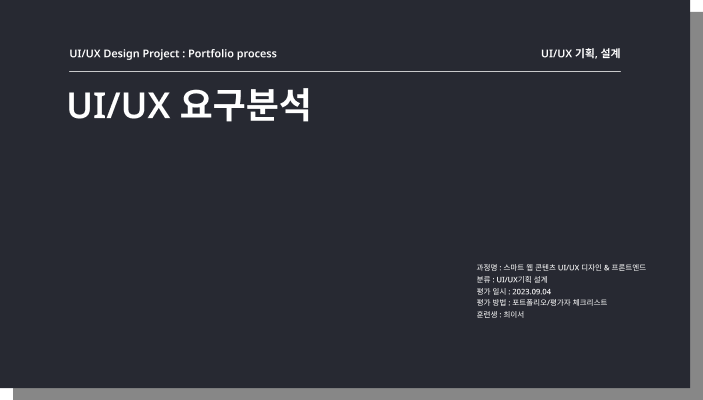 UI/UX Design Project : Portfolio process
UI/UX 기획, 설계
UI/UX 요구분석
과정명 : 스마트 웹 콘텐츠 UI/UX 디자인 & 프론트엔드
분류 : UI/UX기획 설계
평가 일시 : 2023.09.04
평가 방법 : 포트폴리오/평가자 체크리스트
훈련생 : 최이서